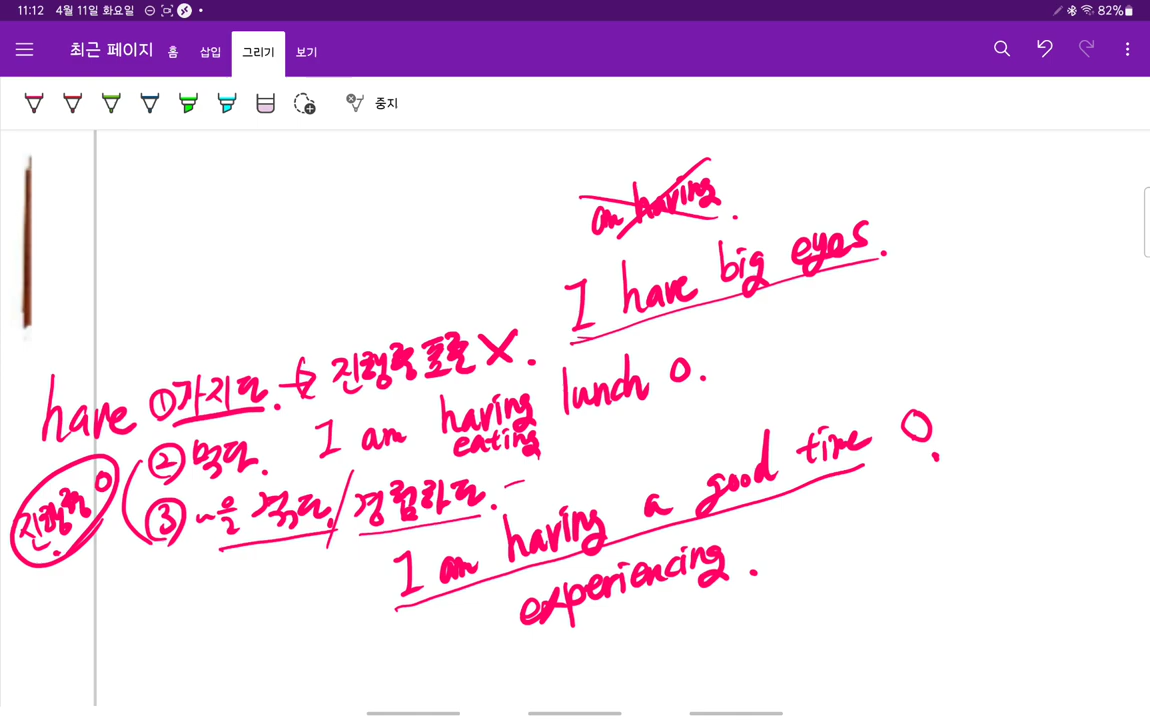 11:12 4월 11일 화요일
82%
최근 페이지 홈 삽입 그리기 보기
중지
am having.
I have big eyes.
have ①가지다. → 진행형 표현 X.
②먹다. I am having lunch O.
eating
③ ~을 겪다. / 경험하다. -
진행형 O
I am having a good time O.
experiencing.